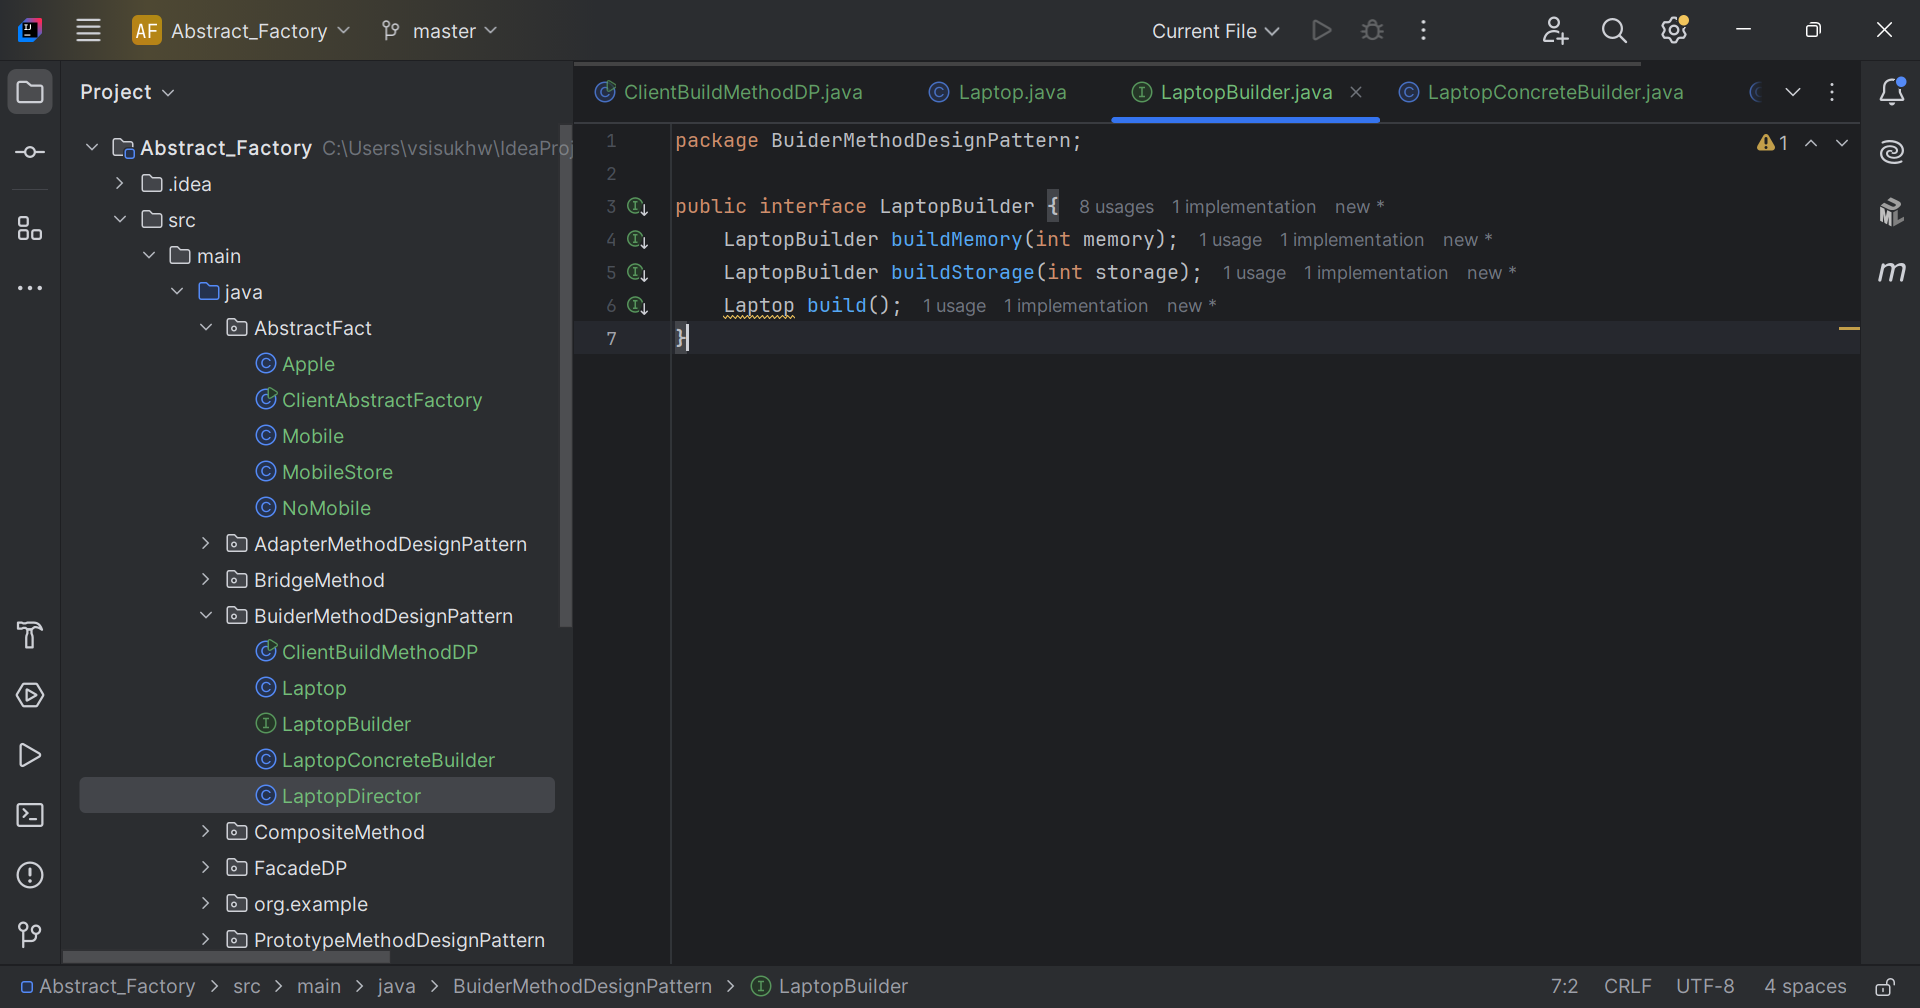 AF Abstract_Factory master Current File
Project
ClientBuildMethodDP.java Laptop.java LaptopBuilder.java LaptopConcreteBuilder.java
Abstract_Factory C:\Users\vsisukhw\IdeaProj
.idea
src
main
java
AbstractFact
Apple
ClientAbstractFactory
Mobile
MobileStore
NoMobile
AdapterMethodDesignPattern
BridgeMethod
BuiderMethodDesignPattern
ClientBuildMethodDP
Laptop
LaptopBuilder
LaptopConcreteBuilder
LaptopDirector
CompositeMethod
FacadeDP
org.example
PrototypeMethodDesignPattern
1 package BuiderMethodDesignPattern; 1
2
3 public interface LaptopBuilder { 8 usages 1 implementation new *
4 LaptopBuilder buildMemory(int memory); 1 usage 1 implementation new *
5 LaptopBuilder buildStorage(int storage); 1 usage 1 implementation new *
6 Laptop build(); 1 usage 1 implementation new *
7 }
Abstract_Factory > src > main > java > BuiderMethodDesignPattern > LaptopBuilder 7:2 CRLF UTF-8 4 spaces